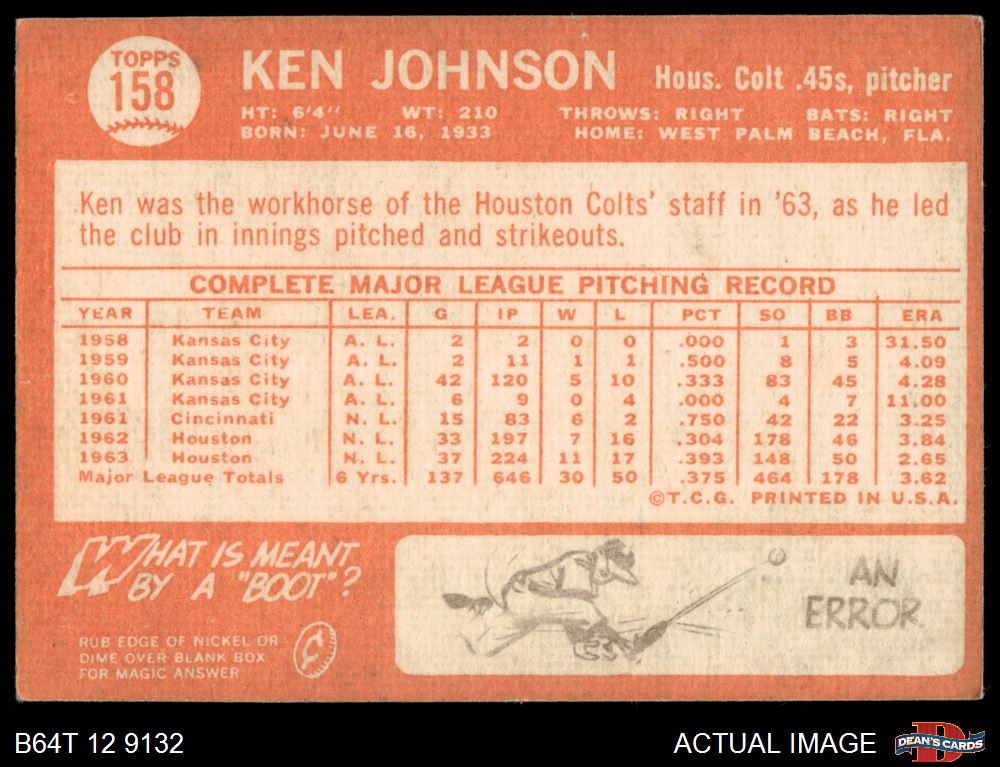 TOPPS
158
KEN JOHNSON Hous. Colt .45s, pitcher
HT: 6'4" WT: 210 THROWS: RIGHT BATS: RIGHT
BORN: JUNE 16, 1933 HOME: WEST PALM BEACH, FLA.
Ken was the workhorse of the Houston Colts' staff in '63, as he led
the club in innings pitched and strikeouts.
COMPLETE MAJOR LEAGUE PITCHING RECORD
YEAR TEAM LEA. G IP W L PCT SO BB ERA
1958 Kansas City A. L. 2 2 0 0 .000 1 3 31.50
1959 Kansas City A. L. 2 11 1 1 .500 8 5 4.09
1960 Kansas City A. L. 42 120 5 10 .333 83 45 4.28
1961 Kansas City A. L. 6 9 0 4 .000 4 7 11.00
1961 Cincinnati N. L. 15 83 6 2 .750 42 22 3.25
1962 Houston N. L. 33 197 7 16 .304 178 46 3.84
1963 Houston N. L. 37 224 11 17 .393 148 50 2.65
Major League Totals 6 Yrs. 137 646 30 50 .375 464 178 3.62
©T.C.G. PRINTED IN U.S.A.
WHAT IS MEANT
BY A "BOOT"?
RUB EDGE OF NICKEL OR
DIME OVER BLANK BOX
FOR MAGIC ANSWER
AN
ERROR
B64T 12 9132
ACTUAL IMAGE
D
DEAN'S CARDS